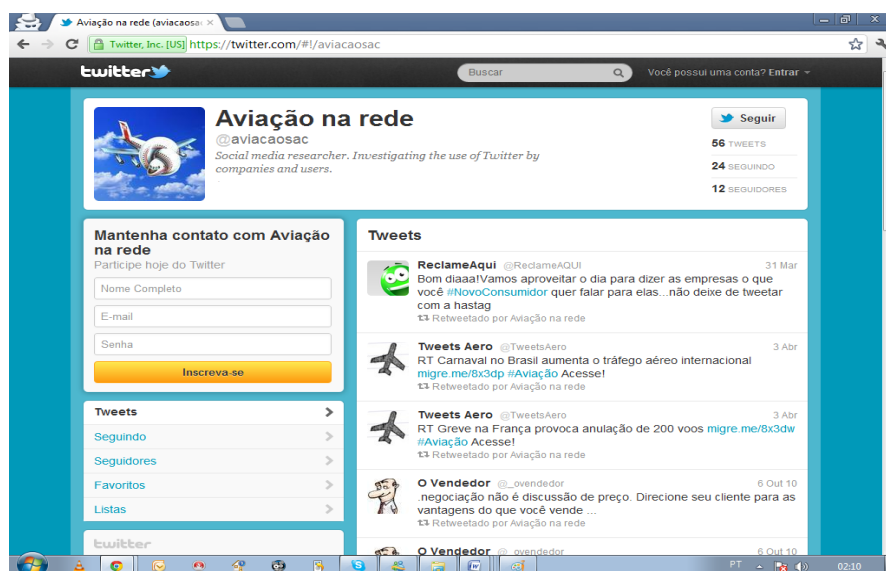 Aviação na rede (aviacaosac
Twitter, Inc. [US] https://twitter.com/#!/aviacaosac
twitter
Buscar
Você possui uma conta? Entrar
Aviação na rede
@aviacaosac
Social media researcher. Investigating the use of Twitter by
companies and users.
Seguir
56 TWEETS
24 SEGUINDO
12 SEGUIDORES
Mantenha contato com Aviação
na rede
Participe hoje do Twitter
Nome Completo
E-mail
Senha
Inscreva-se
Tweets
Seguindo
Seguidores
Favoritos
Listas
twitter
Tweets
ReclameAqui @ReclameAQUI 31 Mar
Bom diaaa!Vamos aproveitar o dia para dizer as empresas o que
você #NovoConsumidor quer falar para elas...não deixe de tweetar
com a hastag
Retweetado por Aviação na rede
Tweets Aero @TweetsAero 3 Abr
RT Carnaval no Brasil aumenta o tráfego aéreo internacional
migre.me/8x3dp #Aviação Acesse!
Retweetado por Aviação na rede
Tweets Aero @TweetsAero 3 Abr
RT Greve na França provoca anulação de 200 voos migre.me/8x3dw
#Aviação Acesse!
Retweetado por Aviação na rede
O Vendedor @_ovendedor 6 Out 10
.negociação não é discussão de preço. Direcione seu cliente para as
vantagens do que você vende ...
Retweetado por Aviação na rede
O Vendedor @_ovendedor 6 Out 10
PT 02:10